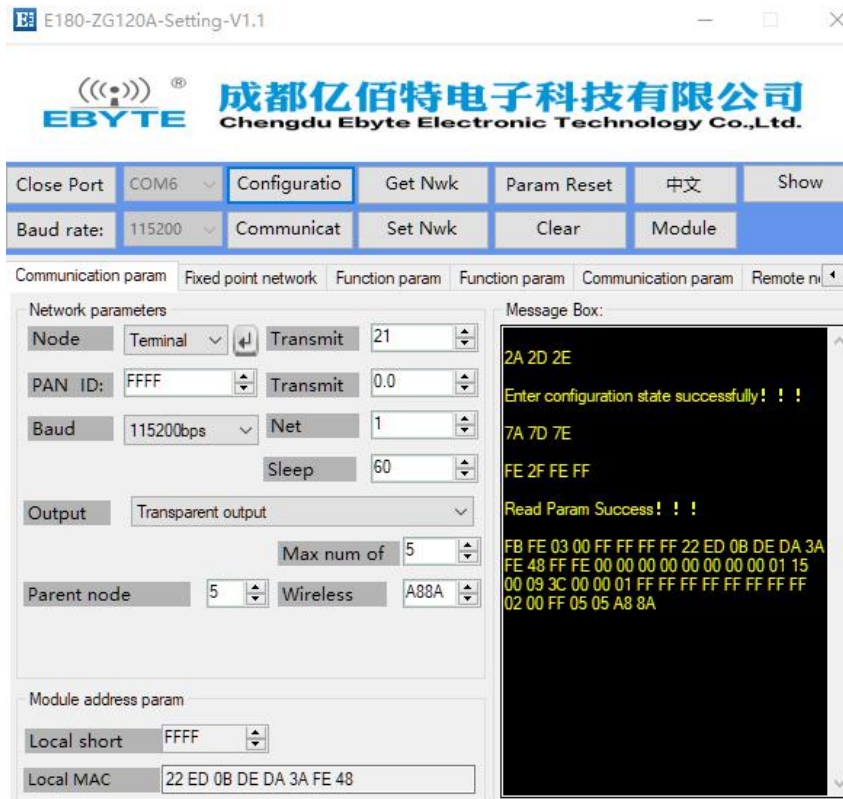 E180-ZG120A-Setting-V1.1
((·)) ®
EBYTE
成都亿佰特电子科技有限公司
Chengdu Ebyte Electronic Technology Co.,Ltd.
Close Port COM6 Configuratio Get Nwk Param Reset 中文 Show
Baud rate: 115200 Communicat Set Nwk Clear Module
Communication param Fixed point network Function param Function param Communication param Remote n
Network parameters
Node Teminal Transmit 21
PAN ID: FFFF Transmit 0.0
Baud 115200bps Net 1
Sleep 60
Output Transparent output
Max num of 5
Parent node 5 Wireless A88A
Module address param
Local short FFFF
Local MAC 22 ED 0B DE DA 3A FE 48
Message Box:
2A 2D 2E
Enter configuration state successfully! ! !
7A 7D 7E
FE 2F FE FF
Read Param Success! ! !
FB FE 03 00 FF FF FF FF 22 ED 0B DE DA 3A
FE 48 FF FE 00 00 00 00 00 00 00 00 01 15
00 09 3C 00 00 01 FF FF FF FF FF FF FF FF
02 00 FF 05 05 A8 8A